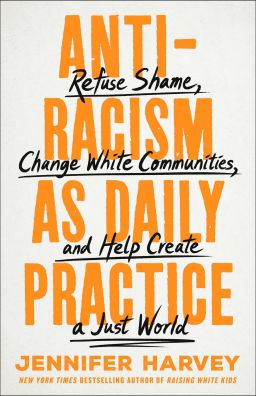 ANTI-
Refuse Shame,
RACISM
Change White Communities,
AS DAILY
and Help Create
PRACTICE
a Just World
JENNIFER HARVEY
NEW YORK TIMES BESTSELLING AUTHOR OF RAISING WHITE KIDS